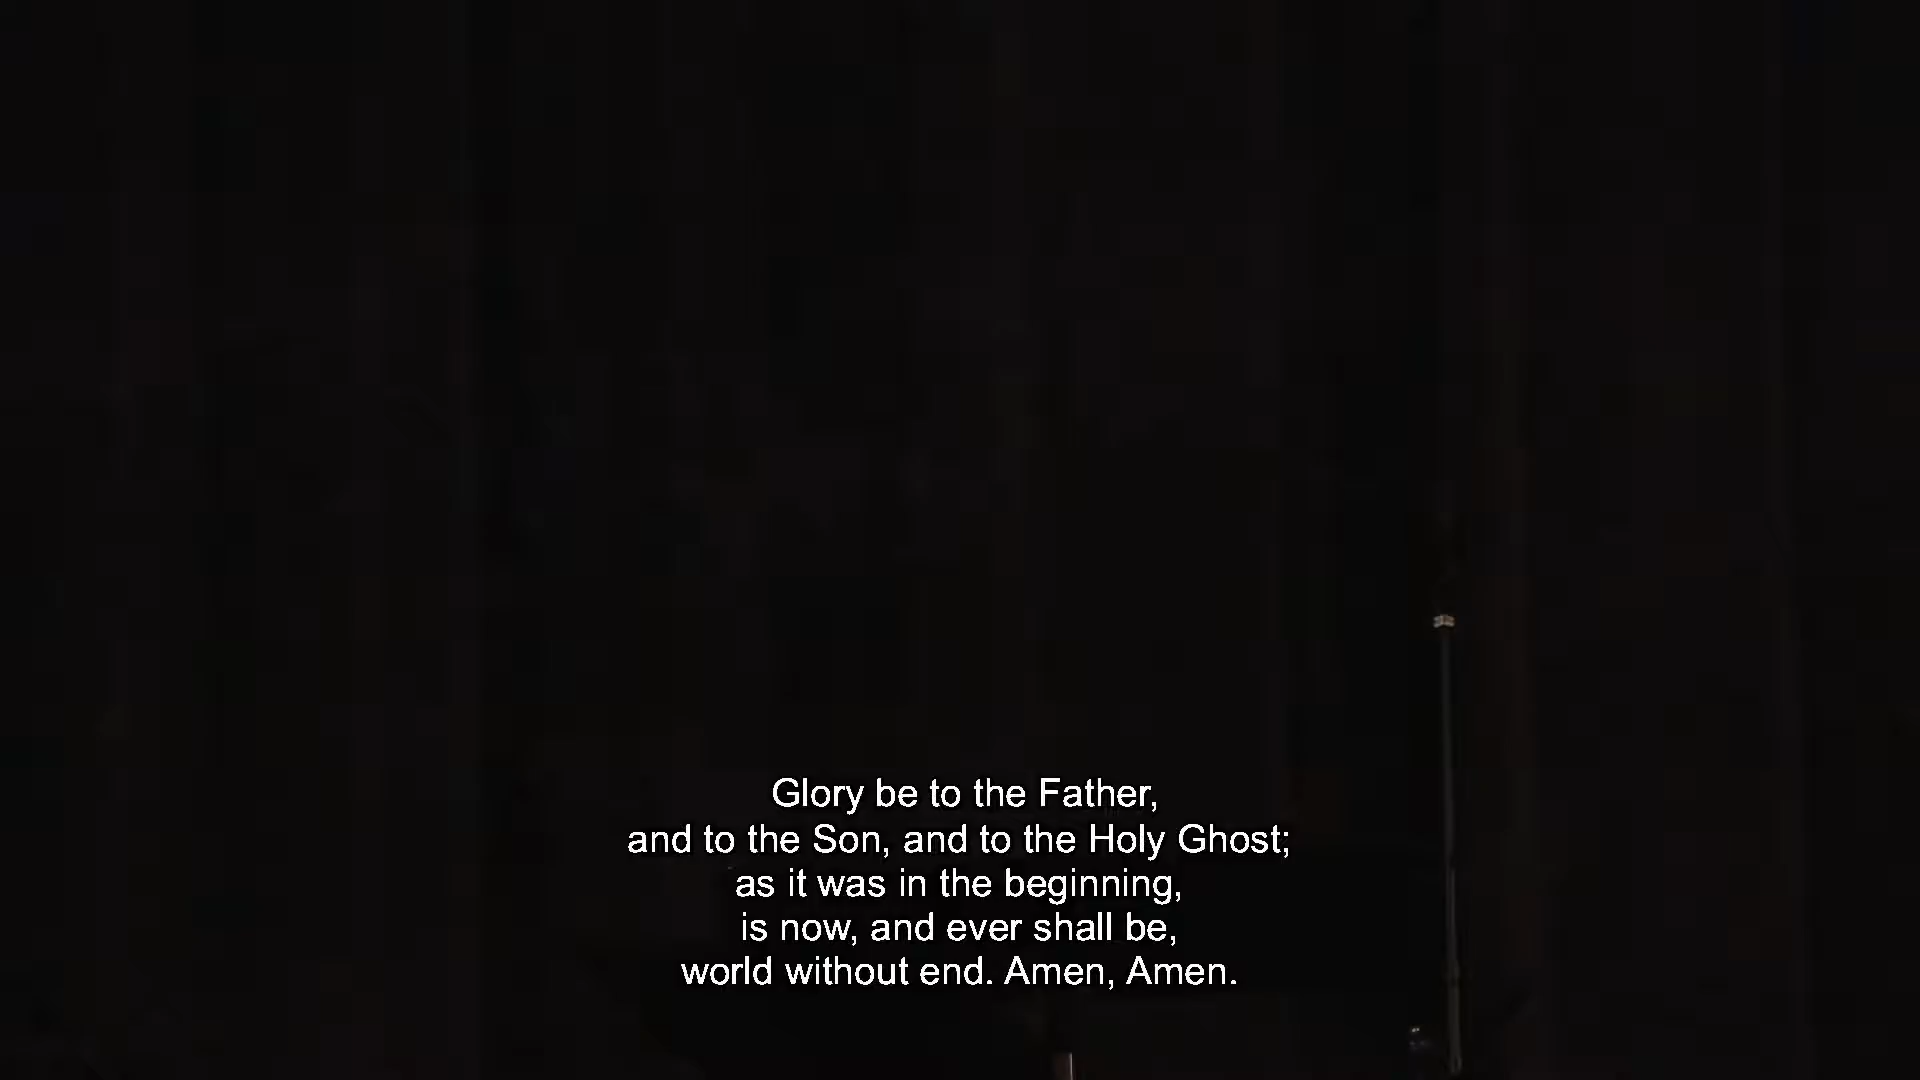 Glory be to the Father,
and to the Son, and to the Holy Ghost;
as it was in the beginning,
is now, and ever shall be,
world without end. Amen, Amen.